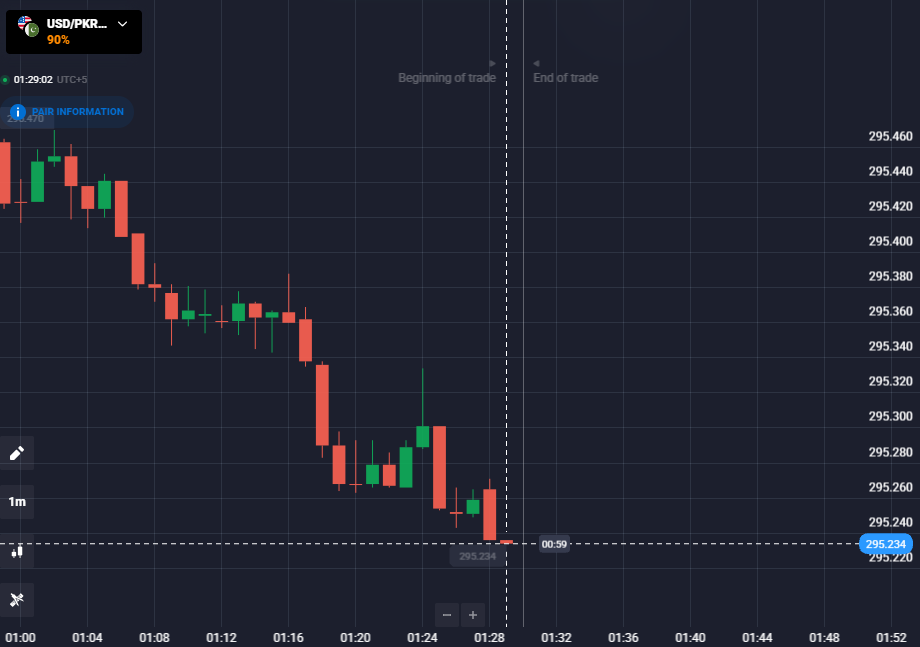 USD/PKR...
90%
01:29:02 UTC+5
PAIR INFORMATION
295.470
Beginning of trade
End of trade
295.460
295.440
295.420
295.400
295.380
295.360
295.340
295.320
295.300
295.280
295.260
295.240
295.234
295.220
00:59
295.234
1m
01:00 01:04 01:08 01:12 01:16 01:20 01:24 01:28 01:32 01:36 01:40 01:44 01:48 01:52